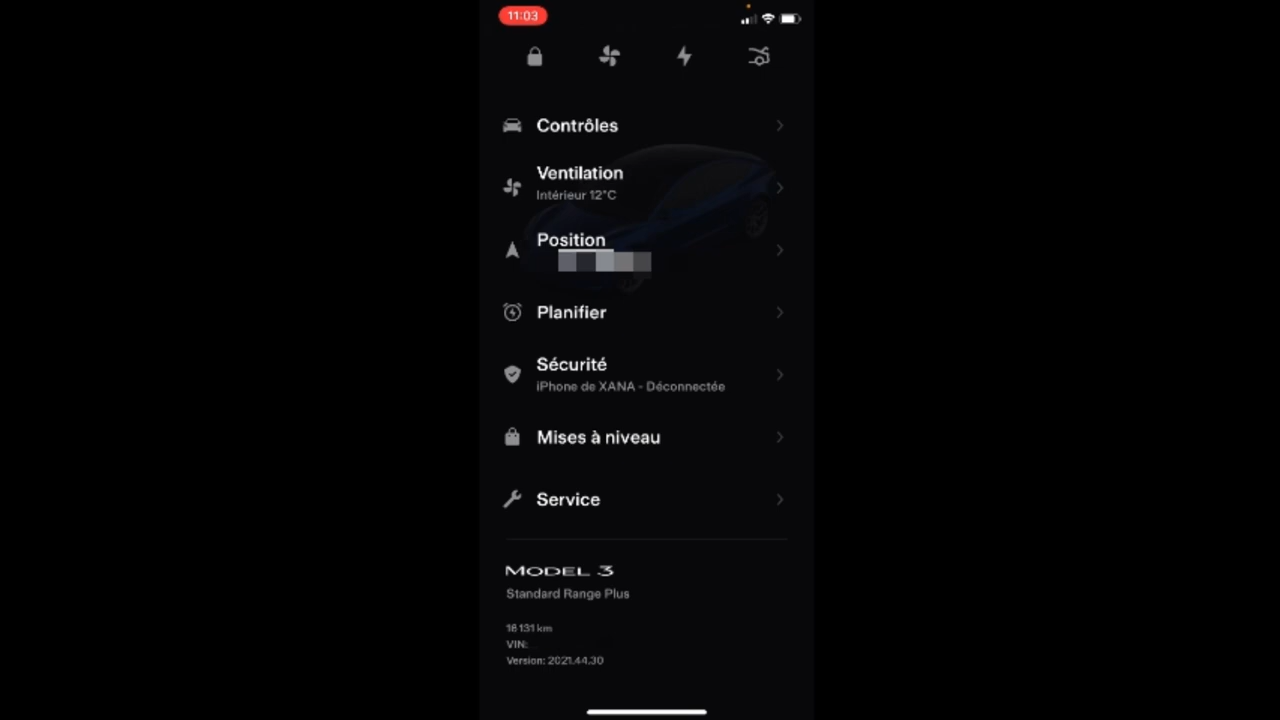 11:03
Contrôles
Ventilation
Intérieur 12°C
Position
Planifier
Sécurité
iPhone de XANA - Déconnectée
Mises à niveau
Service
MODEL 3
Standard Range Plus
16 131 km
VIN:
Version: 2021.44.30